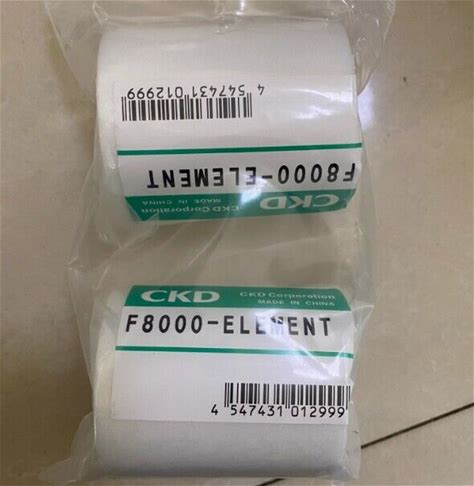 4 547431 012999
F8000-ELEMENT
CKD Corporation
MADE IN CHINA
CKD
CKD
CKD Corporation
MADE IN CHINA
F8000-ELEMENT
4 547431 012999